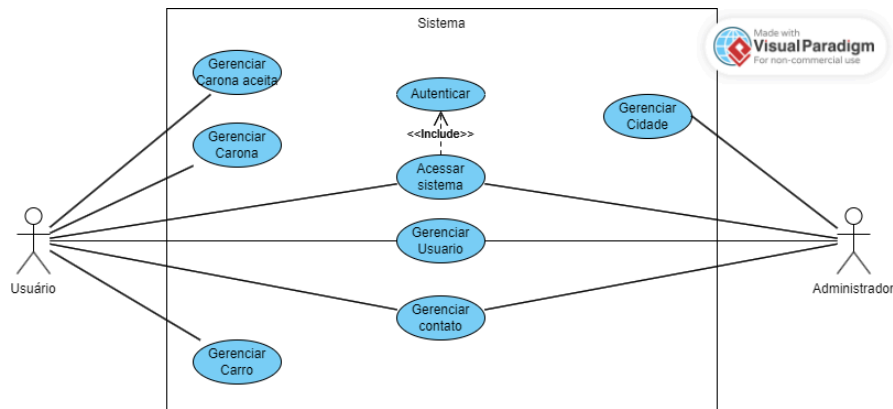 Sistema
Made with
Visual Paradigm
For non-commercial use
Gerenciar
Carona aceita
Autenticar
Gerenciar
Cidade
<<Include>>
Gerenciar
Carona
Acessar
sistema
Gerenciar
Usuario
Usuário
Administrador
Gerenciar
contato
Gerenciar
Carro